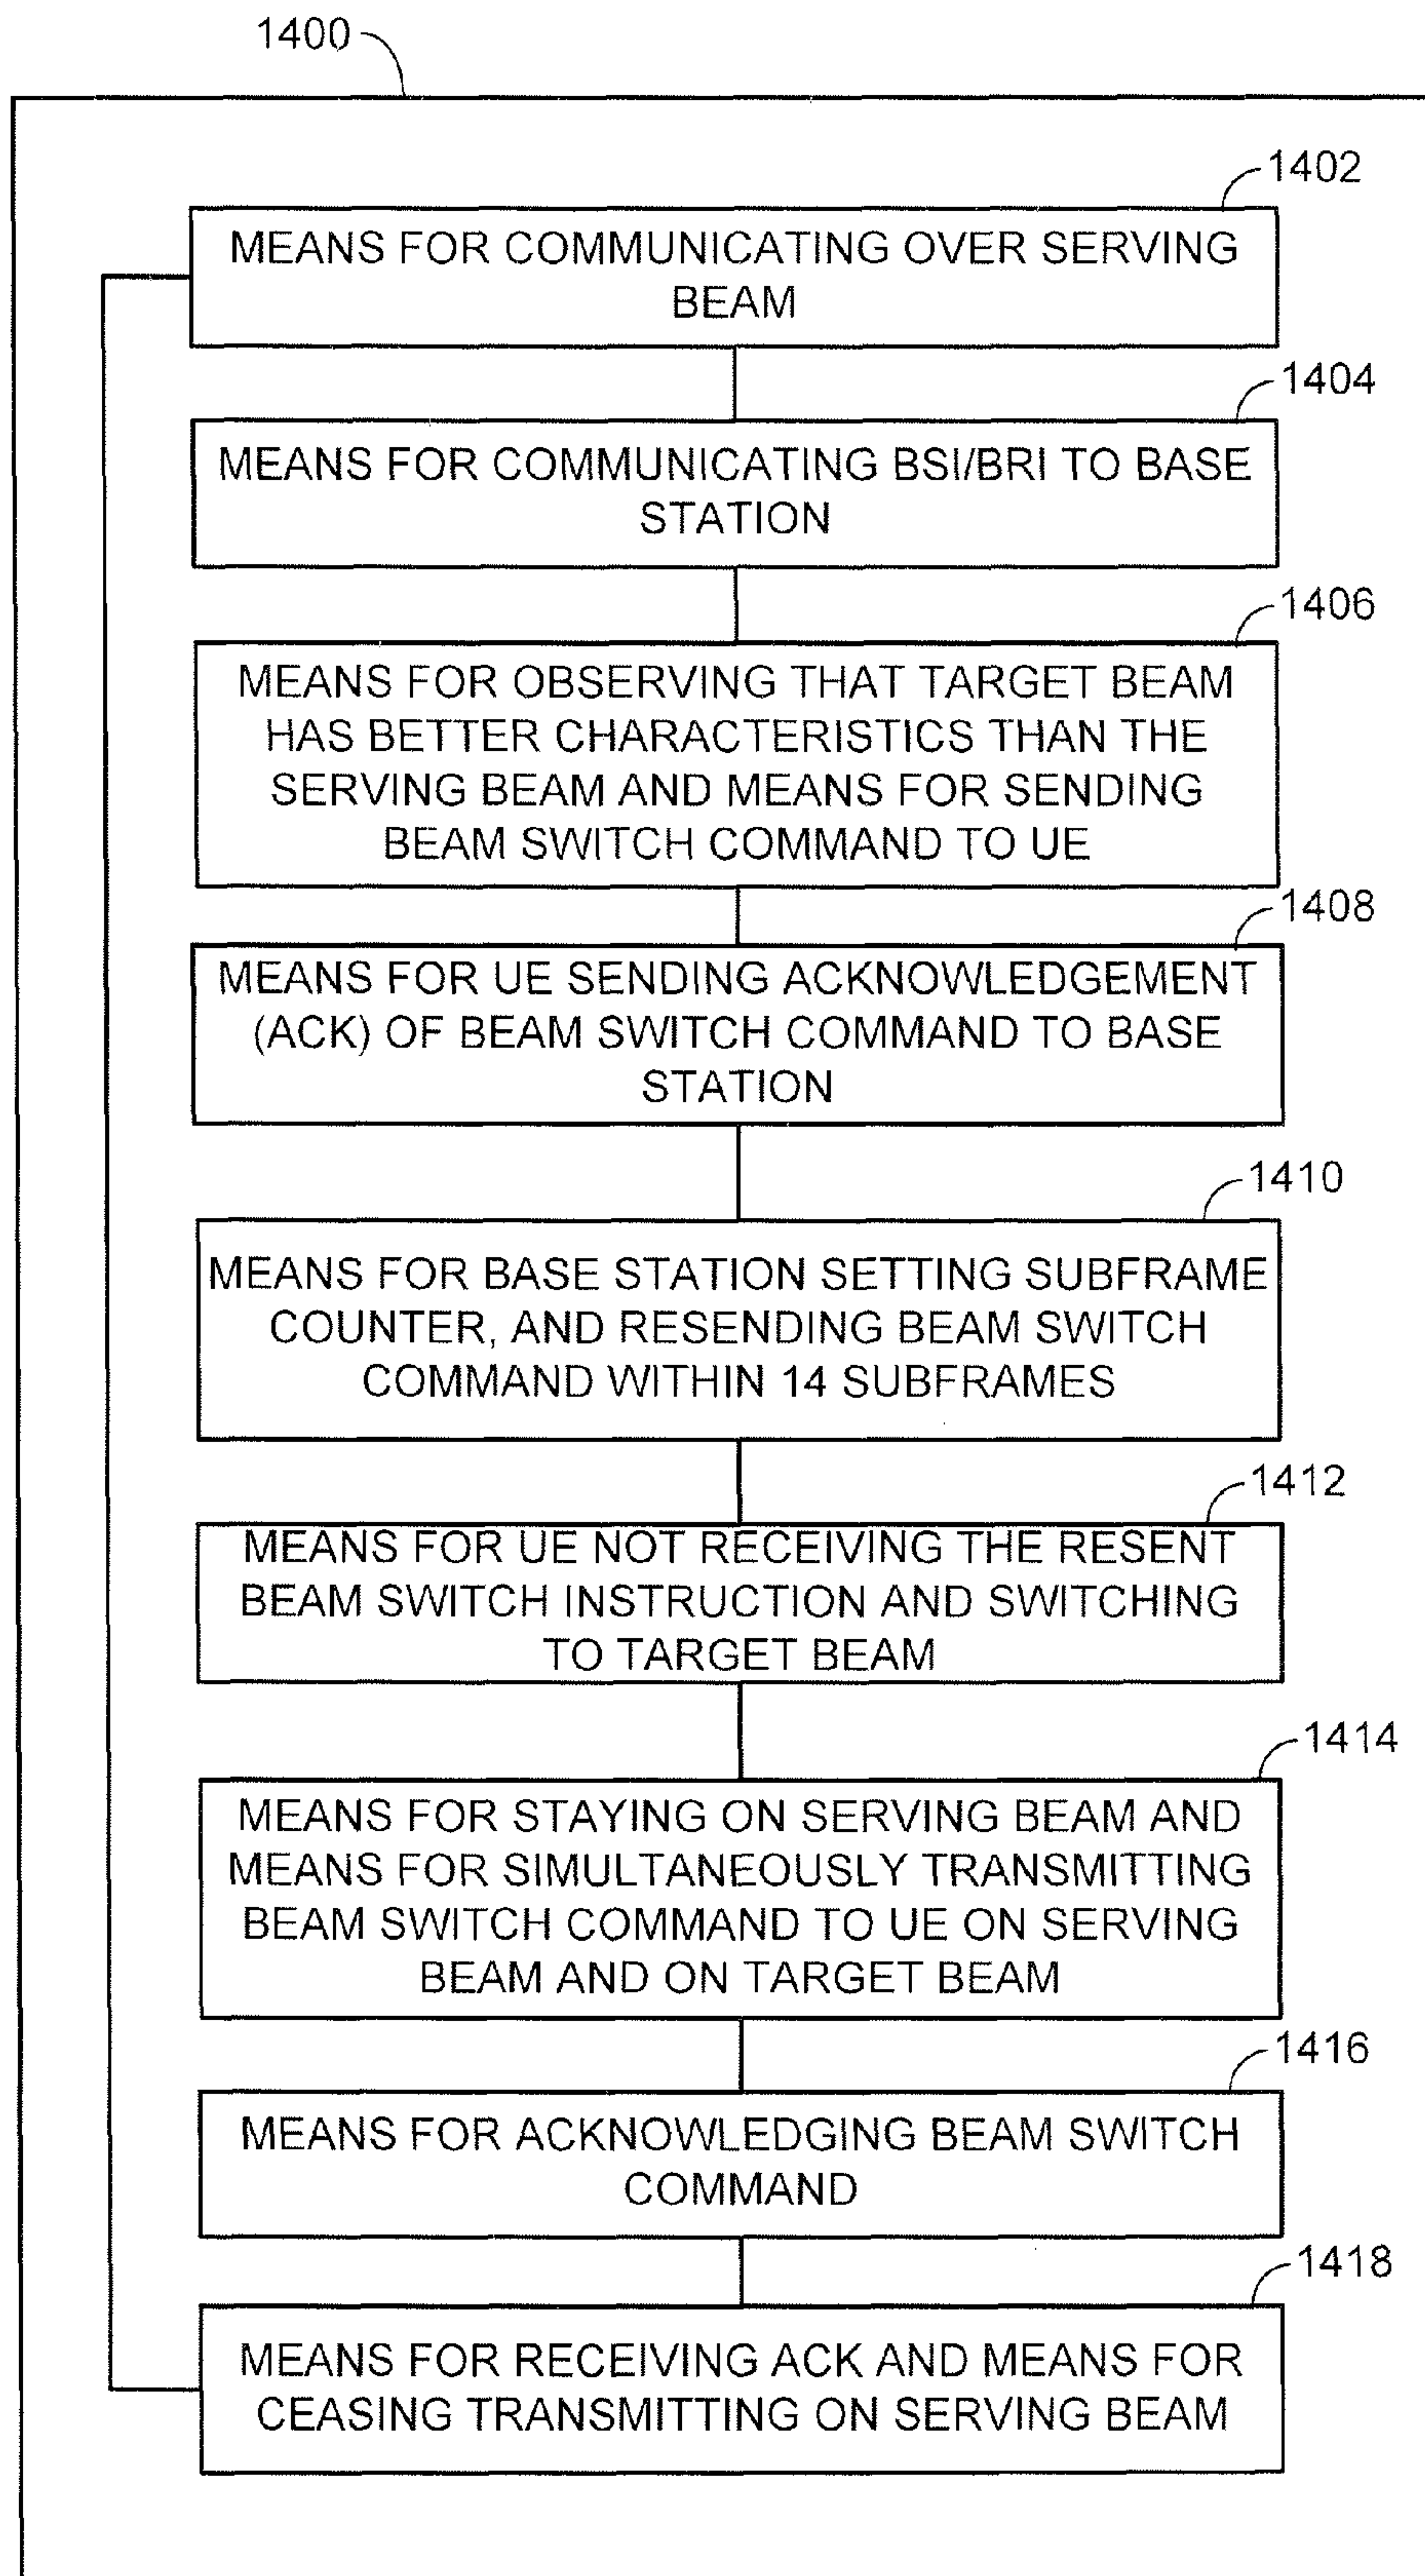 1400
1402
MEANS FOR COMMUNICATING OVER SERVING
BEAM
1404
MEANS FOR COMMUNICATING BSI/BRI TO BASE
STATION
1406
MEANS FOR OBSERVING THAT TARGET BEAM
HAS BETTER CHARACTERISTICS THAN THE
SERVING BEAM AND MEANS FOR SENDING
BEAM SWITCH COMMAND TO UE
1408
MEANS FOR UE SENDING ACKNOWLEDGEMENT
(ACK) OF BEAM SWITCH COMMAND TO BASE
STATION
1410
MEANS FOR BASE STATION SETTING SUBFRAME
COUNTER, AND RESENDING BEAM SWITCH
COMMAND WITHIN 14 SUBFRAMES
1412
MEANS FOR UE NOT RECEIVING THE RESENT
BEAM SWITCH INSTRUCTION AND SWITCHING
TO TARGET BEAM
1414
MEANS FOR STAYING ON SERVING BEAM AND
MEANS FOR SIMULTANEOUSLY TRANSMITTING
BEAM SWITCH COMMAND TO UE ON SERVING
BEAM AND ON TARGET BEAM
1416
MEANS FOR ACKNOWLEDGING BEAM SWITCH
COMMAND
1418
MEANS FOR RECEIVING ACK AND MEANS FOR
CEASING TRANSMITTING ON SERVING BEAM